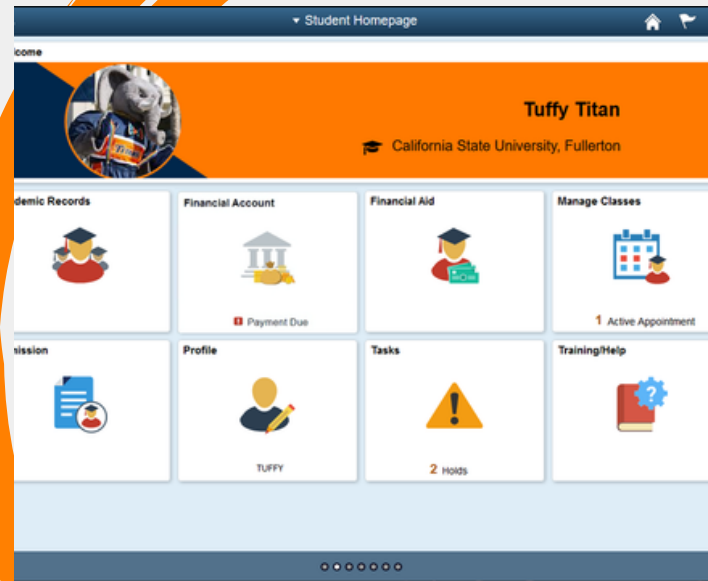 Student Homepage
lcome
Tuffy Titan
California State University, Fullerton
demic Records
Financial Account
Financial Aid
Manage Classes
Payment Due
1 Active Appointment
nission
Profile
Tasks
Training/Help
?
TUFFY
2 Holds